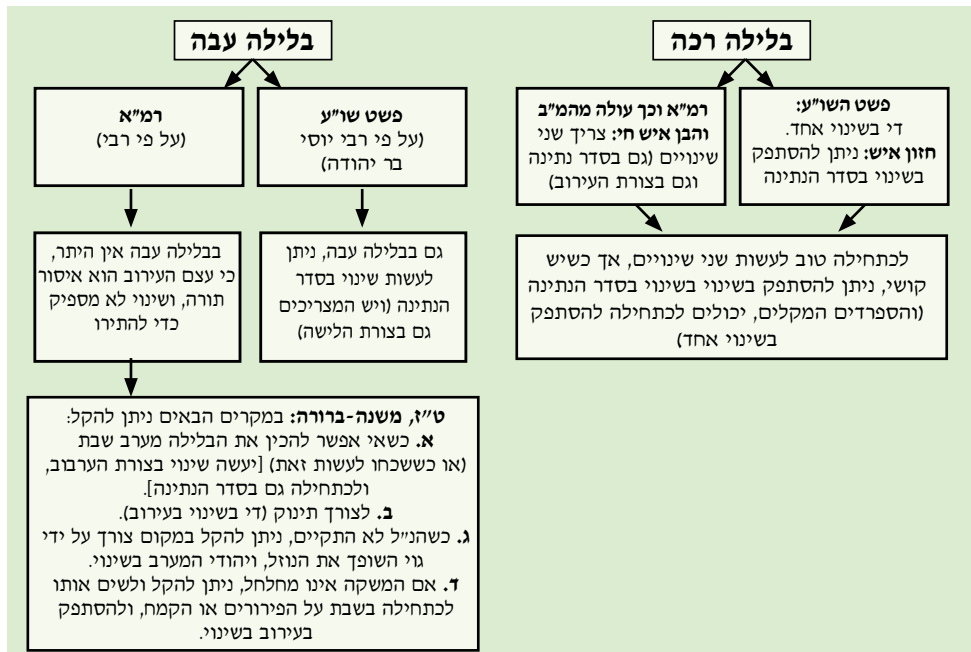 בלילה רכה
פשט השו״ע:
די בשינוי אחד.
חזון איש: ניתן להסתפק
בשינוי בסדר הנתינה
רמ״א וכך עולה מהמ״ב
והבן איש חי: צריך שני
שינויים (גם בסדר נתינה
וגם בצורת העירוב)
לכתחילה טוב לעשות שני שינויים, אך כשיש
קושי, ניתן להסתפק בשינוי בשינוי בסדר הנתינה
(והספרדים המקלים, יכולים לכתחילה להסתפק
בשינוי אחד)
בלילה עבה
פשט שו״ע
(על פי רבי יוסי
בר יהודה)
רמ״א
(על פי רבי)
גם בבלילה עבה, ניתן
לעשות שינוי בסדר
הנתינה (ויש המצריכים
גם בצורת הלישה)
בבלילה עבה אין היתר,
כי עצם העירוב הוא איסור
תורה, ושינוי לא מספיק
כדי להתירו
ט״ז, משנה-ברורה: במקרים הבאים ניתן להקל:
א. כשאי אפשר להכין את הבלילה מערב שבת
(או כששכחו לעשות זאת) [יעשה שינוי בצורת הערבוב,
ולכתחילה גם בסדר הנתינה].
ב. לצורך תינוק (די בשינוי בעירוב).
ג. כשהנ״ל לא התקיים, ניתן להקל במקום צורך על ידי
גוי השופך את הנוזל, ויהודי המערב בשינוי.
ד. אם המשקה אינו מחלחל, ניתן להקל ולשים אותו
לכתחילה בשבת על הפירורים או הקמח, ולהסתפק
בעירוב בשינוי.